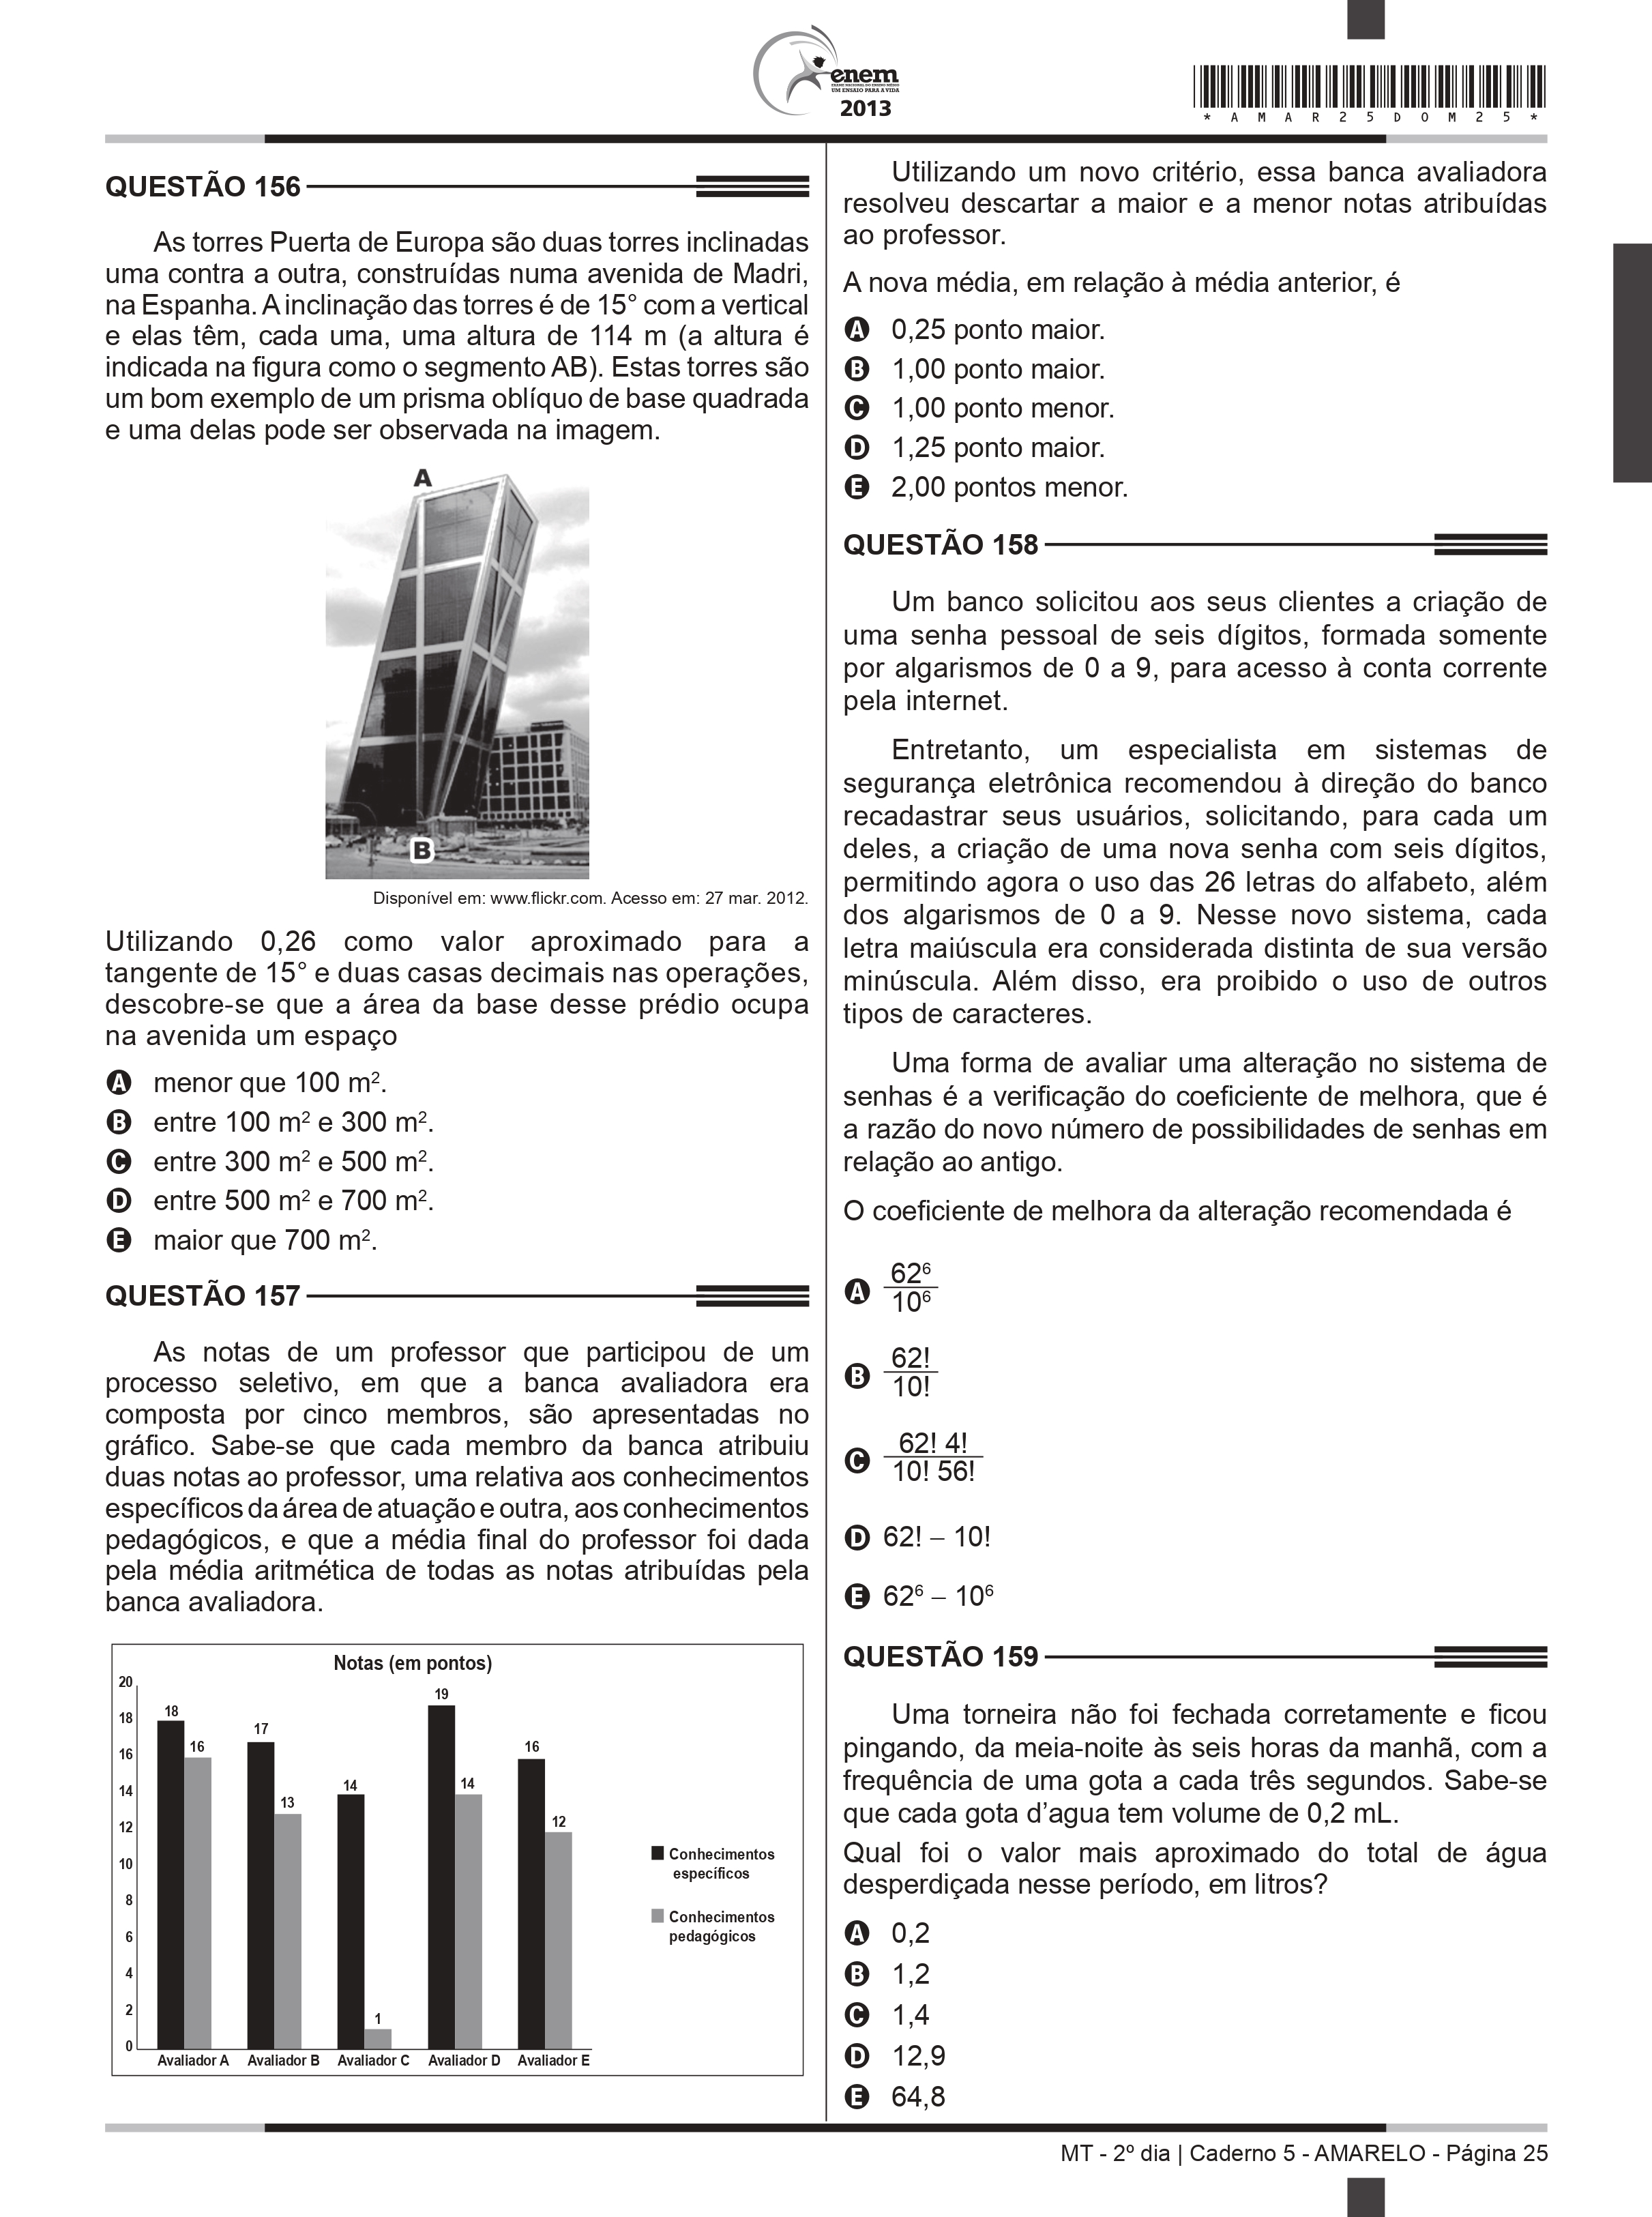 enem
EXAME NACIONAL DO ENSINO MÉDIO
UM ENSAIO PARA A VIDA
2013
* A M A R 2 5 D O M 2 5 *
QUESTÃO 156
As torres Puerta de Europa são duas torres inclinadas
uma contra a outra, construídas numa avenida de Madri,
na Espanha. A inclinação das torres é de 15° com a vertical
e elas têm, cada uma, uma altura de 114 m (a altura é
indicada na figura como o segmento AB). Estas torres são
um bom exemplo de um prisma oblíquo de base quadrada
e uma delas pode ser observada na imagem.
A
B
Disponível em: www.flickr.com. Acesso em: 27 mar. 2012.
Utilizando 0,26 como valor aproximado para a
tangente de 15° e duas casas decimais nas operações,
descobre-se que a área da base desse prédio ocupa
na avenida um espaço
A menor que 100 m².
B entre 100 m² e 300 m².
C entre 300 m² e 500 m².
D entre 500 m² e 700 m².
E maior que 700 m².
QUESTÃO 157
As notas de um professor que participou de um
processo seletivo, em que a banca avaliadora era
composta por cinco membros, são apresentadas no
gráfico. Sabe-se que cada membro da banca atribuiu
duas notas ao professor, uma relativa aos conhecimentos
específicos da área de atuação e outra, aos conhecimentos
pedagógicos, e que a média final do professor foi dada
pela média aritmética de todas as notas atribuídas pela
banca avaliadora.
Notas (em pontos)
20
18
16
14
12
10
8
6
4
2
0
18
16
17
13
14
1
19
14
16
12
Avaliador A Avaliador B Avaliador C Avaliador D Avaliador E
Conhecimentos
específicos
Conhecimentos
pedagógicos
Utilizando um novo critério, essa banca avaliadora
resolveu descartar a maior e a menor notas atribuídas
ao professor.
A nova média, em relação à média anterior, é
A 0,25 ponto maior.
B 1,00 ponto maior.
C 1,00 ponto menor.
D 1,25 ponto maior.
E 2,00 pontos menor.
QUESTÃO 158
Um banco solicitou aos seus clientes a criação de
uma senha pessoal de seis dígitos, formada somente
por algarismos de 0 a 9, para acesso à conta corrente
pela internet.
Entretanto, um especialista em sistemas de
segurança eletrônica recomendou à direção do banco
recadastrar seus usuários, solicitando, para cada um
deles, a criação de uma nova senha com seis dígitos,
permitindo agora o uso das 26 letras do alfabeto, além
dos algarismos de 0 a 9. Nesse novo sistema, cada
letra maiúscula era considerada distinta de sua versão
minúscula. Além disso, era proibido o uso de outros
tipos de caracteres.
Uma forma de avaliar uma alteração no sistema de
senhas é a verificação do coeficiente de melhora, que é
a razão do novo número de possibilidades de senhas em
relação ao antigo.
O coeficiente de melhora da alteração recomendada é
A 62⁶
10⁶
B 62!
10!
C 62! 4!
10! 56!
D 62! – 10!
E 62⁶ – 10⁶
QUESTÃO 159
Uma torneira não foi fechada corretamente e ficou
pingando, da meia-noite às seis horas da manhã, com a
frequência de uma gota a cada três segundos. Sabe-se
que cada gota d’agua tem volume de 0,2 mL.
Qual foi o valor mais aproximado do total de água
desperdiçada nesse período, em litros?
A 0,2
B 1,2
C 1,4
D 12,9
E 64,8
MT - 2º dia | Caderno 5 - AMARELO - Página 25